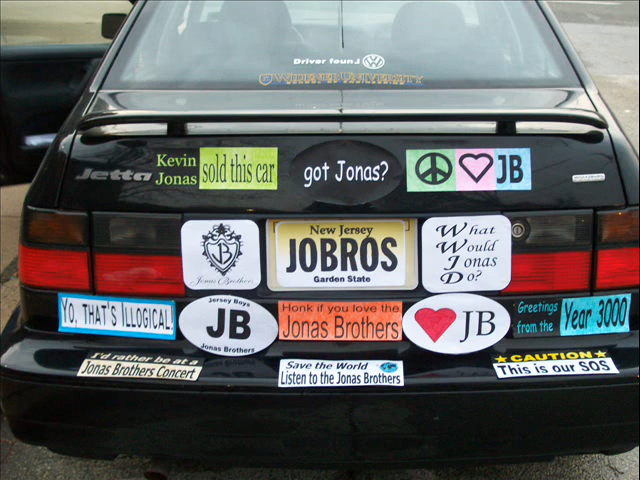 Driver found
WIDENER UNIVERSITY
Jetta
Kevin
Jonas
sold this car
got Jonas?
JB
Jonas Brothers
New Jersey
JOBROS
Garden State
What
Would
Jonas
Do?
YO, THAT'S ILLOGICAL!
Jersey Boys
JB
Jonas Brothers
Honk if you love the
Jonas Brothers
JB
Greetings
from the
Year 3000
I'd rather be at a
Jonas Brothers Concert
Save the World
Listen to the Jonas Brothers
CAUTION
This is our SOS